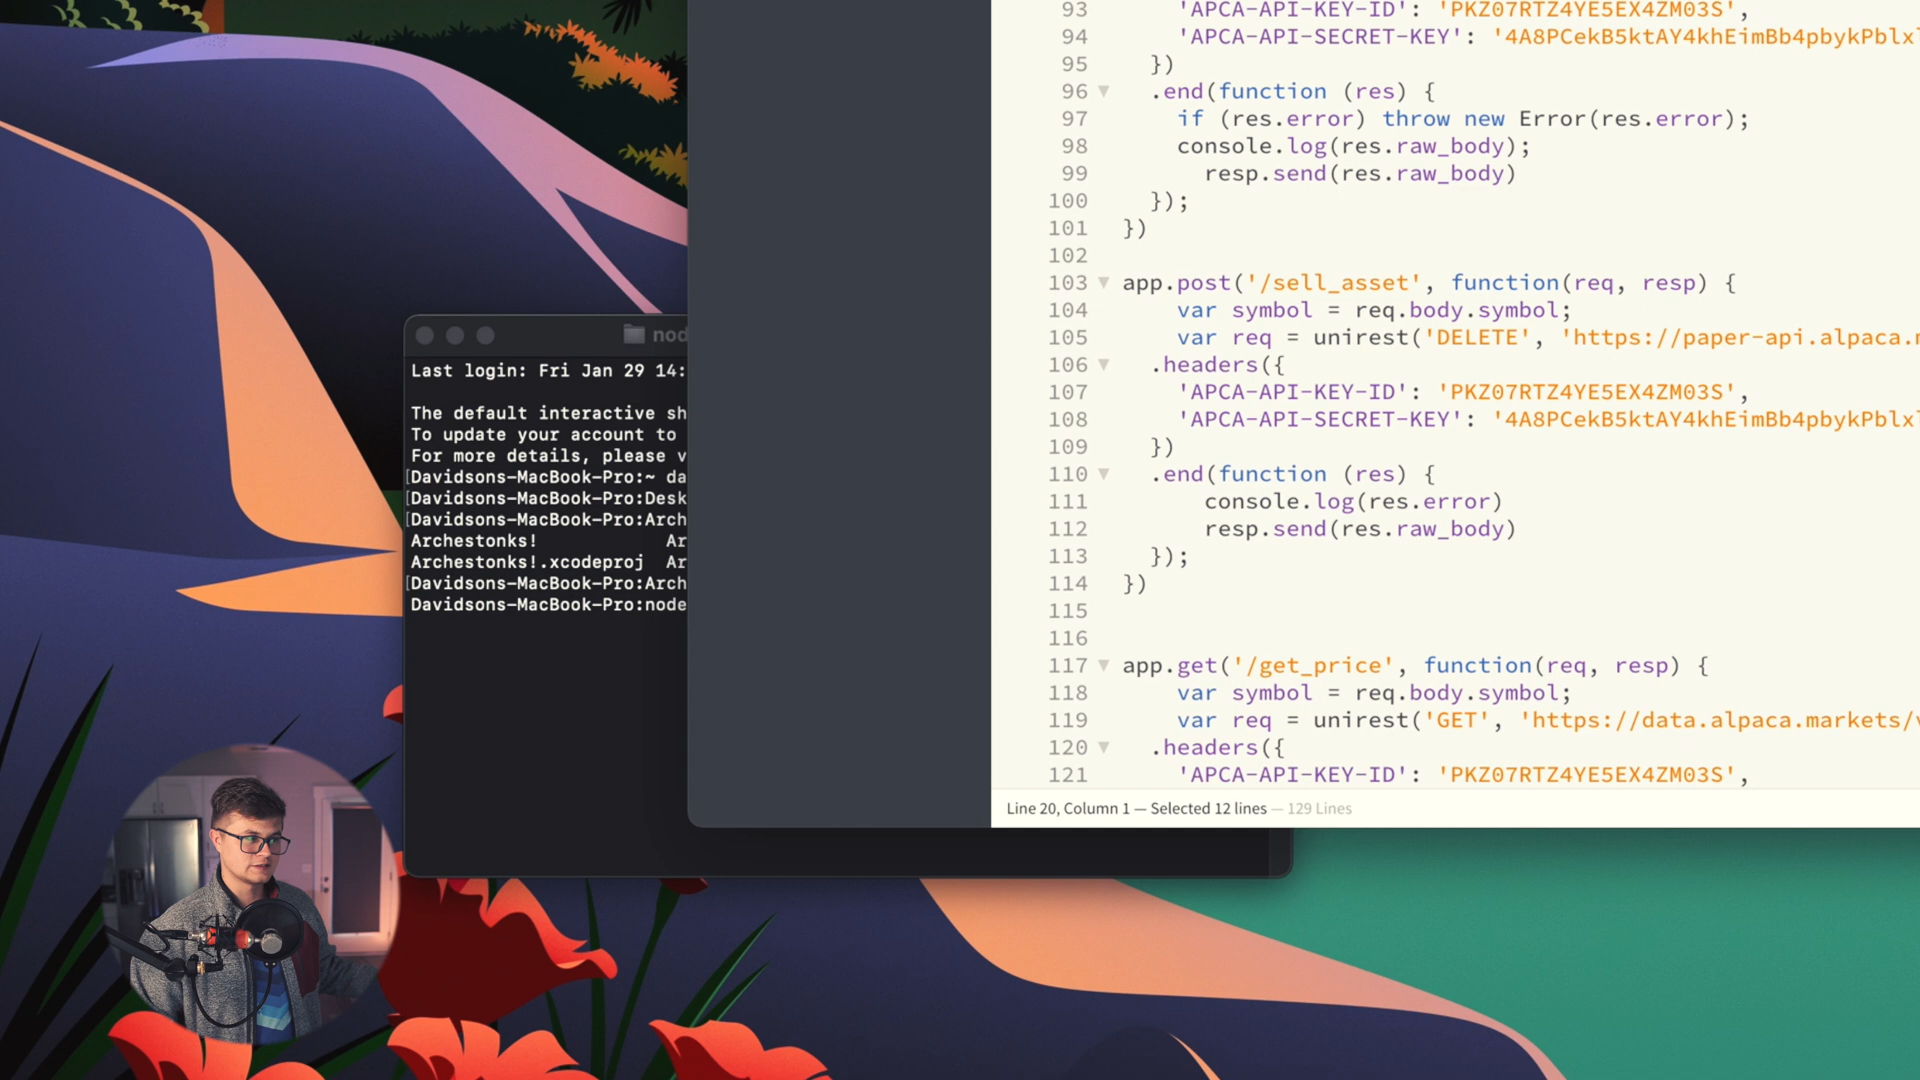 93 'APCA-API-KEY-ID': 'PKZ07RTZ4YE5EX4ZM03S',
94 'APCA-API-SECRET-KEY': '4A8PCekB5ktAY4khEimBb4pbykPblx
95 })
96 .end(function (res) {
97 if (res.error) throw new Error(res.error);
98 console.log(res.raw_body);
99 resp.send(res.raw_body)
100 });
101 })
102
103 app.post('/sell_asset', function(req, resp) {
104 var symbol = req.body.symbol;
105 var req = unirest('DELETE', 'https://paper-api.alpaca.
106 .headers({
107 'APCA-API-KEY-ID': 'PKZ07RTZ4YE5EX4ZM03S',
108 'APCA-API-SECRET-KEY': '4A8PCekB5ktAY4khEimBb4pbykPblx
109 })
110 .end(function (res) {
111 console.log(res.error)
112 resp.send(res.raw_body)
113 });
114 })
115
116
117 app.get('/get_price', function(req, resp) {
118 var symbol = req.body.symbol;
119 var req = unirest('GET', 'https://data.alpaca.markets/
120 .headers({
121 'APCA-API-KEY-ID': 'PKZ07RTZ4YE5EX4ZM03S',
Line 20, Column 1 — Selected 12 lines — 129 Lines
nod
Last login: Fri Jan 29 14:
The default interactive sh
To update your account to
For more details, please v
[Davidsons-MacBook-Pro:~ da
[Davidsons-MacBook-Pro:Desk
[Davidsons-MacBook-Pro:Arch
Archestonks! Ar
Archestonks!.xcodeproj Ar
[Davidsons-MacBook-Pro:Arch
Davidsons-MacBook-Pro:node